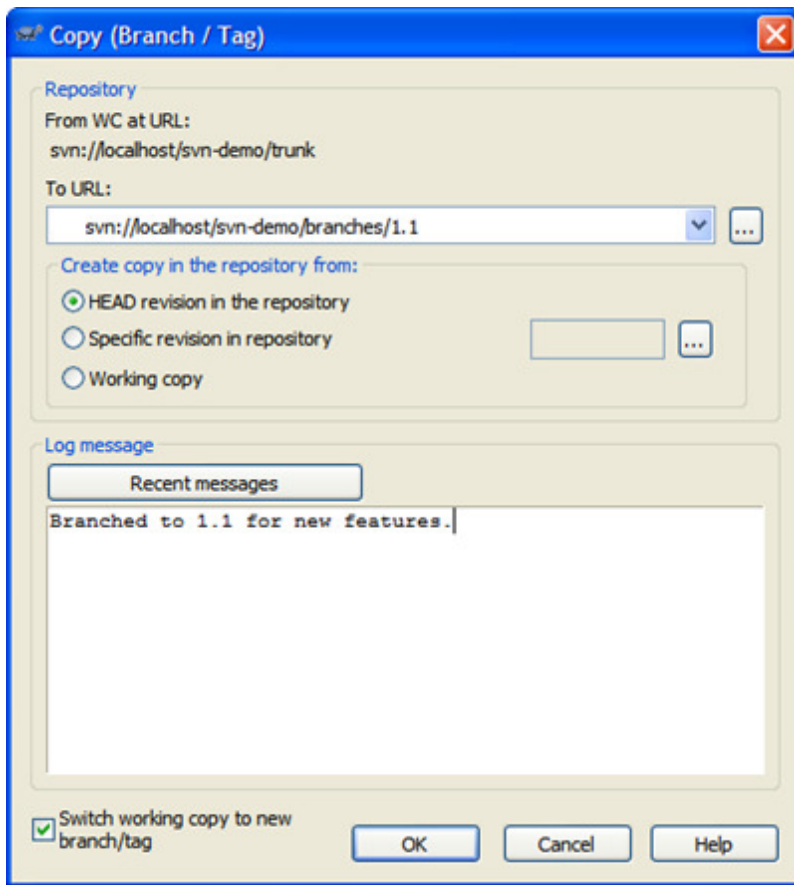 Copy (Branch / Tag)
Repository
From WC at URL:
svn://localhost/svn-demo/trunk
To URL:
svn://localhost/svn-demo/branches/1.1
...
Create copy in the repository from:
HEAD revision in the repository
Specific revision in repository
...
Working copy
Log message
Recent messages
Branched to 1.1 for new features.
Switch working copy to new
branch/tag
OK
Cancel
Help